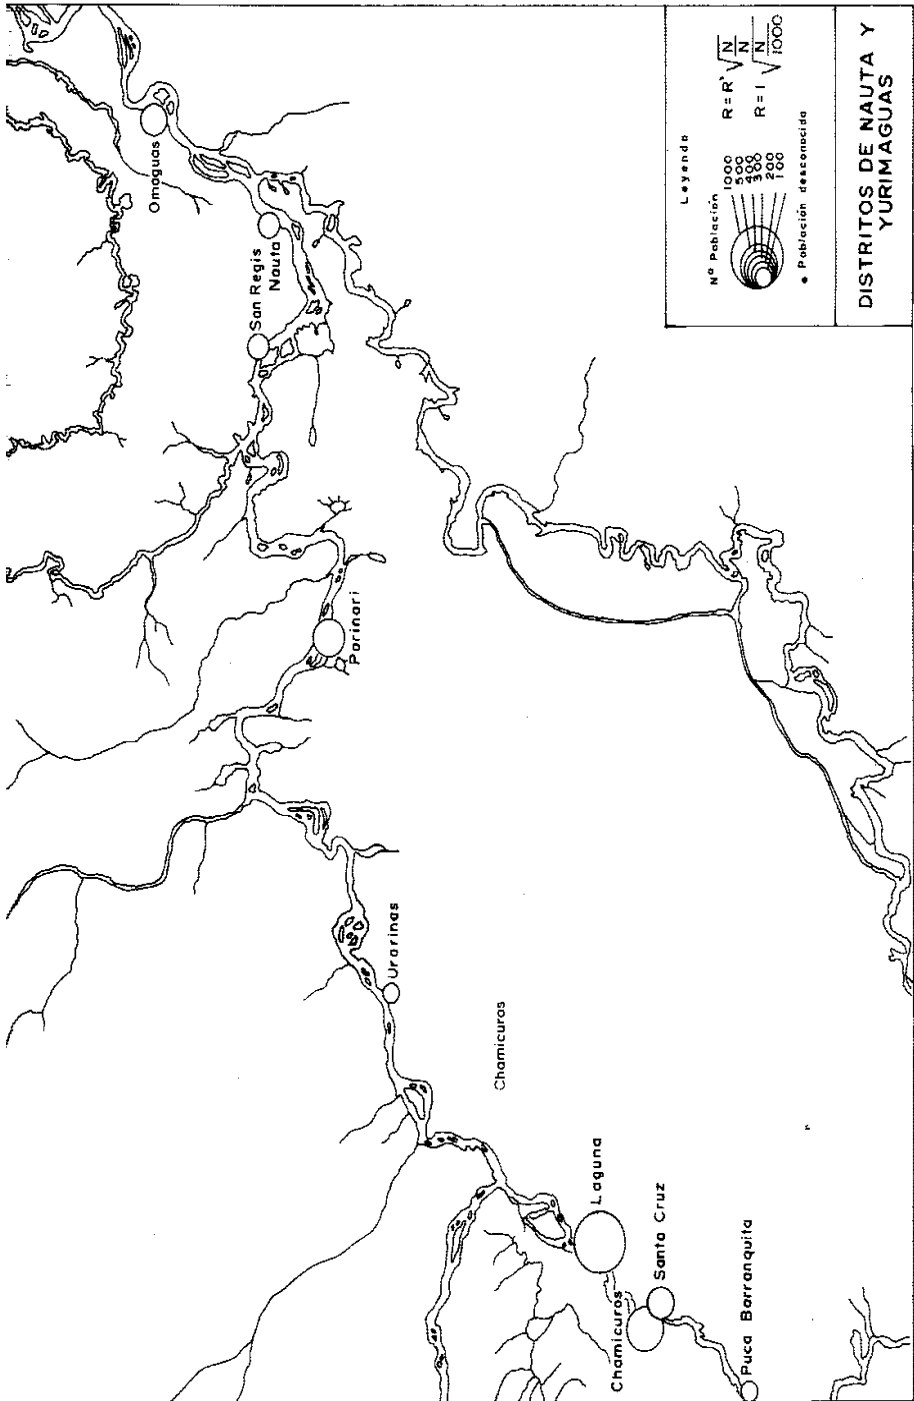 DISTRITOS DE NAUTA Y
YURIMAGUAS
Leyenda
Nº Población
1000
500
400
300
200
100
R = R' √ N
N
R = 1 √ N
1000
• Población desconocida
Omaguas
Nauta
San Regis
Parinari
Urarinas
Chamicuros
Laguna
Santa Cruz
Chamicuros
Puca Barranquita